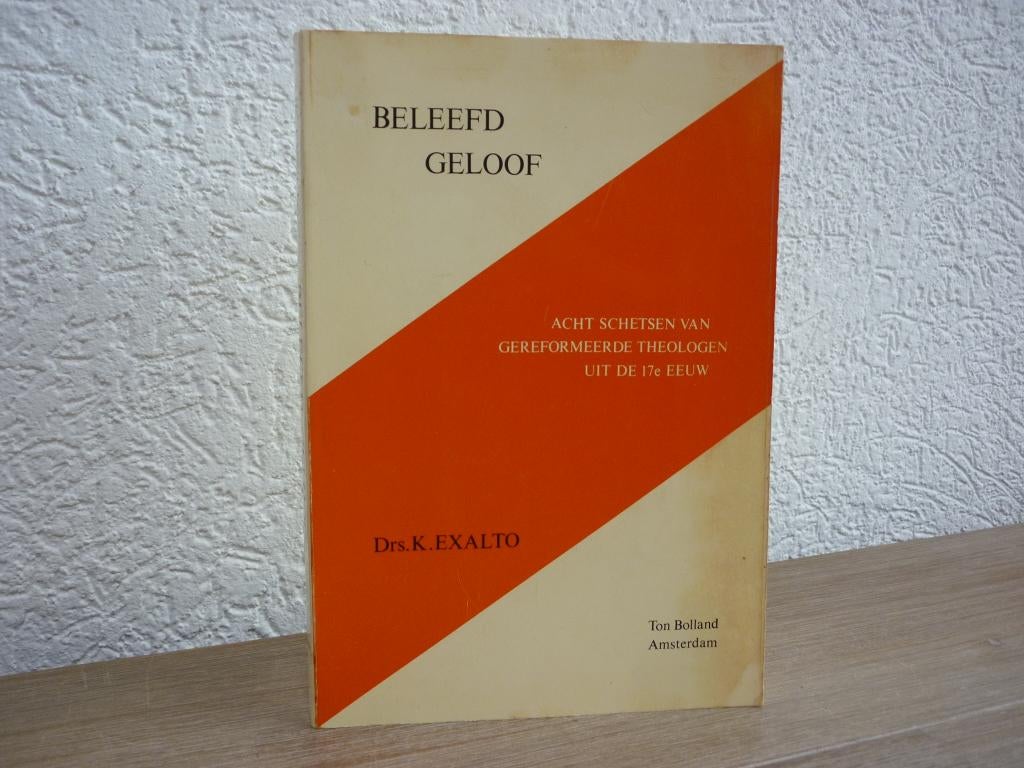 BELEEFD
GELOOF
ACHT SCHETSEN VAN
GEREFORMEERDE THEOLOGEN
UIT DE 17e EEUW
Drs.K.EXALTO
Ton Bolland
Amsterdam